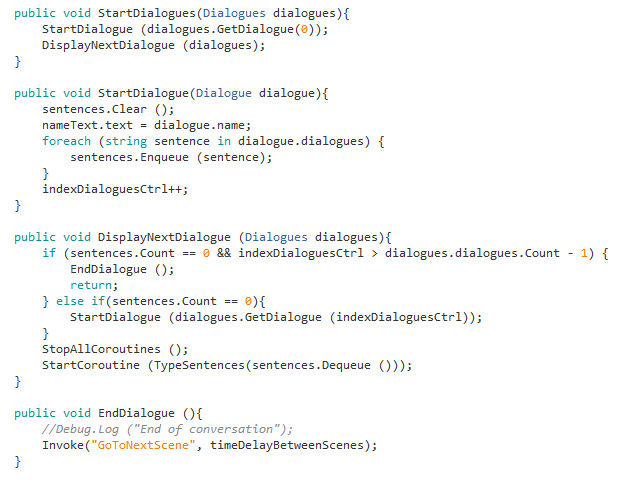 public void StartDialogues(Dialogues dialogues){
    StartDialogue (dialogues.GetDialogue(0));
    DisplayNextDialogue (dialogues);
}

public void StartDialogue(Dialogue dialogue){
    sentences.Clear ();
    nameText.text = dialogue.name;
    foreach (string sentence in dialogue.dialogues) {
        sentences.Enqueue (sentence);
    }
    indexDialoguesCtrl++;
}

public void DisplayNextDialogue (Dialogues dialogues){
    if (sentences.Count == 0 && indexDialoguesCtrl > dialogues.dialogues.Count - 1) {
        EndDialogue ();
        return;
    } else if(sentences.Count == 0){
        StartDialogue (dialogues.GetDialogue (indexDialoguesCtrl));
    }
    StopAllCoroutines ();
    StartCoroutine (TypeSentences(sentences.Dequeue ()));
}

public void EndDialogue (){
    //Debug.Log ("End of conversation");
    Invoke("GoToNextScene", timeDelayBetweenScenes);
}